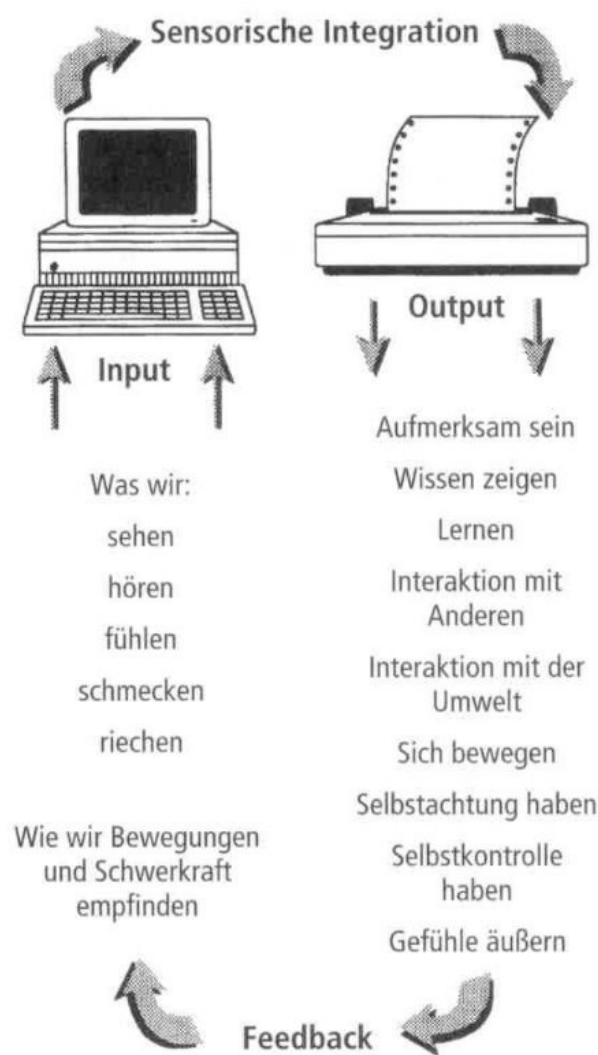 Sensorische Integration
Input
Was wir:
sehen
hören
fühlen
schmecken
riechen
Wie wir Bewegungen
und Schwerkraft
empfinden
Output
Aufmerksam sein
Wissen zeigen
Lernen
Interaktion mit
Anderen
Interaktion mit der
Umwelt
Sich bewegen
Selbstachtung haben
Selbstkontrolle
haben
Gefühle äußern
Feedback